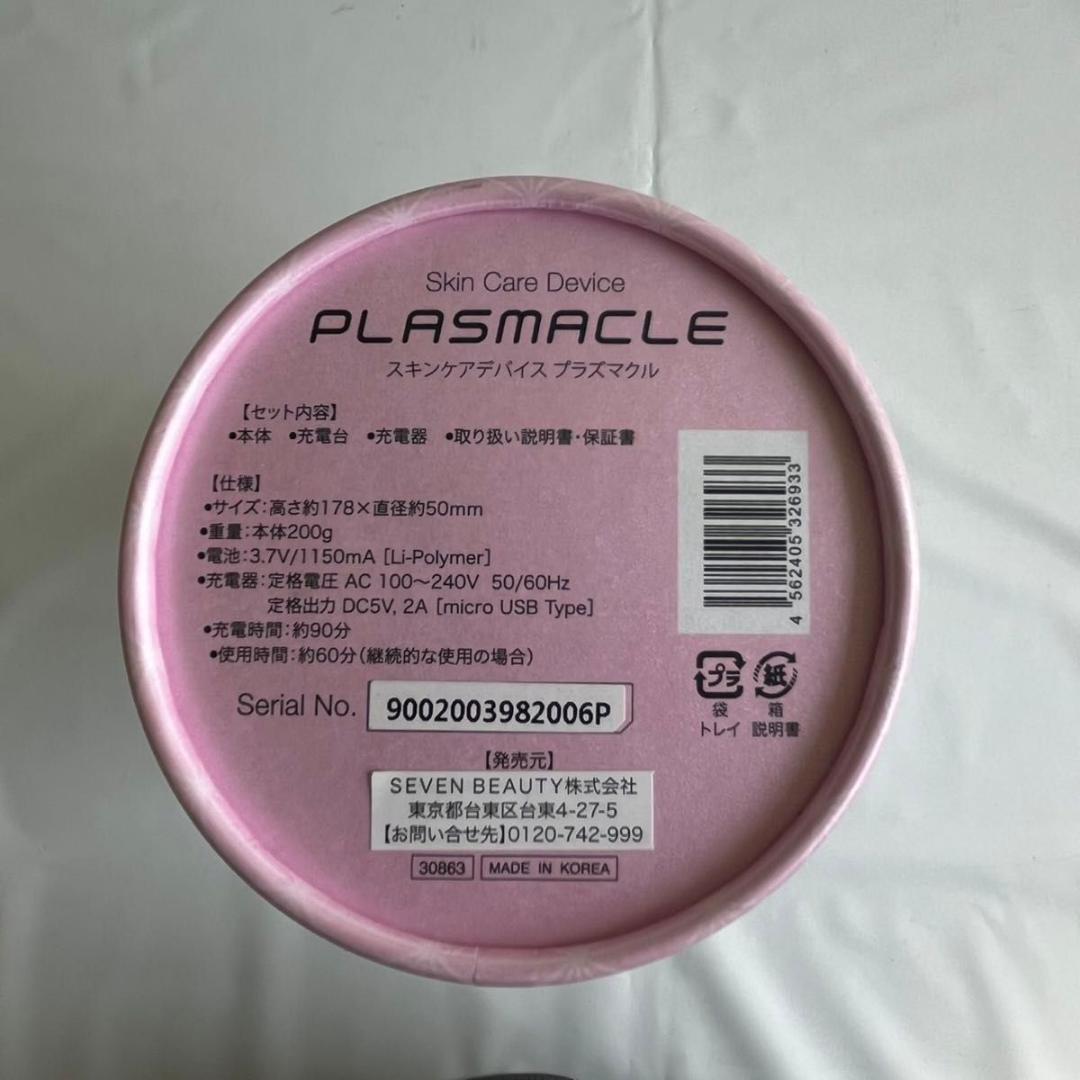 Skin Care Device
PLASMACLE
スキンケアデバイス プラズマクル
【セット内容】
•本体 •充電台 •充電器 •取り扱い説明書・保証書
【仕様】
•サイズ：高さ約178×直径約50mm
•重量：本体200g
•電池：3.7V/1150mA [Li-Polymer]
•充電器：定格電圧 AC 100～240V 50/60Hz
定格出力 DC5V, 2A [micro USB Type]
•充電時間：約90分
•使用時間：約60分（継続的な使用の場合）
4 562405 326933
プラ 紙
袋 箱
トレイ 説明書
Serial No. 9002003982006P
【発売元】
SEVEN BEAUTY株式会社
東京都台東区台東4-27-5
【お問い合せ先】0120-742-999
30863 MADE IN KOREA